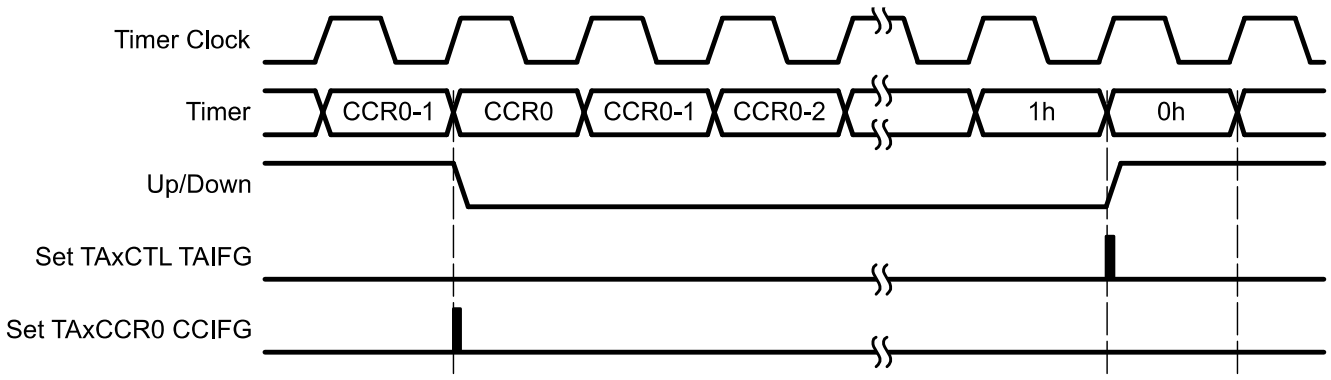 Timer Clock
Timer CCR0-1 CCR0 CCR0-1 CCR0-2 1h 0h
Up/Down
Set TAxCTL TAIFG
Set TAxCCR0 CCIFG